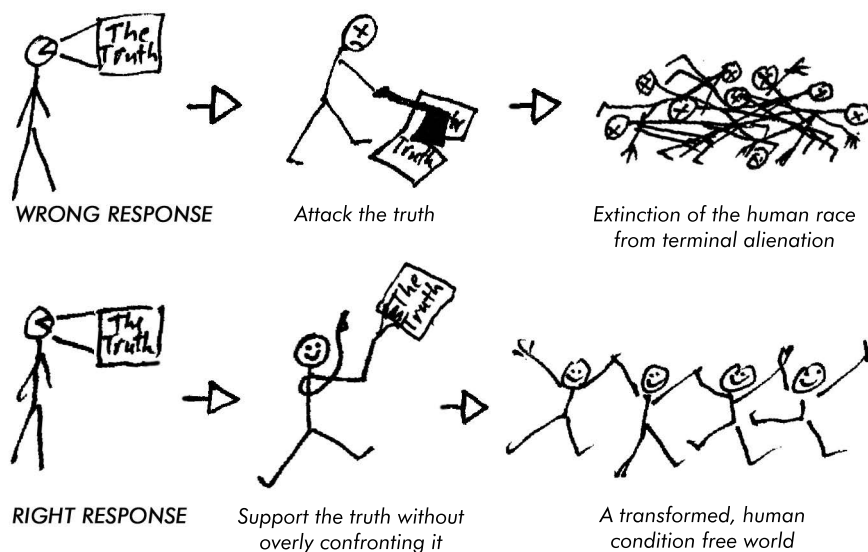 The
Truth
WRONG RESPONSE
Attack the truth
Truth
Extinction of the human race
from terminal alienation
The
Truth
The
Truth
RIGHT RESPONSE
Support the truth without
overly confronting it
A transformed, human
condition free world